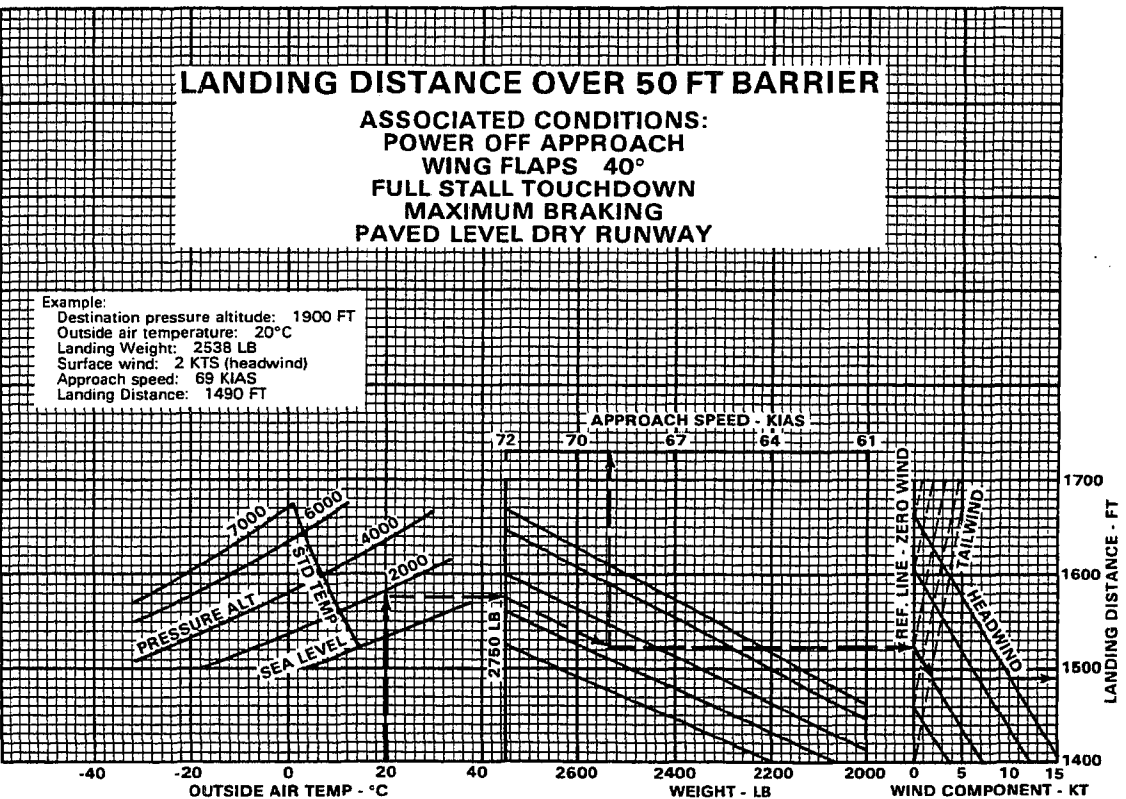 LANDING DISTANCE OVER 50 FT BARRIER
ASSOCIATED CONDITIONS:
POWER OFF APPROACH
WING FLAPS 40°
FULL STALL TOUCHDOWN
MAXIMUM BRAKING
PAVED LEVEL DRY RUNWAY
Example:
Destination pressure altitude: 1900 FT
Outside air temperature: 20°C
Landing Weight: 2538 LB
Surface wind: 2 KTS (headwind)
Approach speed: 69 KIAS
Landing Distance: 1490 FT
APPROACH SPEED - KIAS
72 70 67 64 61
7000
6000
4000
2000
STD TEMP
PRESSURE ALT
SEA LEVEL
2750 LB
REF. LINE - ZERO WIND
TAILWIND
HEADWIND
1700
1600
1500
1400
LANDING DISTANCE - FT
-40 -20 0 20 40 2600 2400 2200 2000 0 5 10 15
OUTSIDE AIR TEMP - °C
WEIGHT - LB
WIND COMPONENT - KT